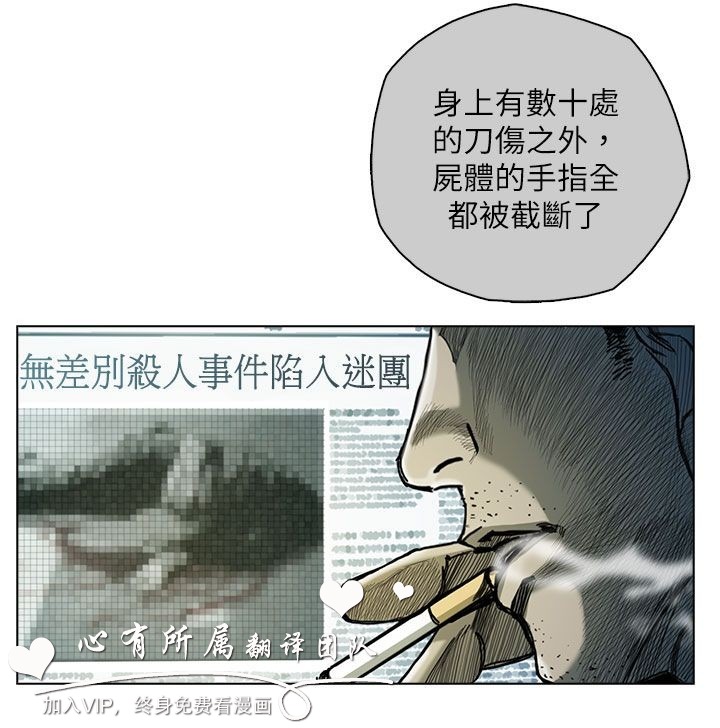 身上有數十處
的刀傷之外，
屍體的手指全
都被截斷了
無差別殺人事件陷入迷團
心有所属翻译团队
加入VIP，终身免费看漫画